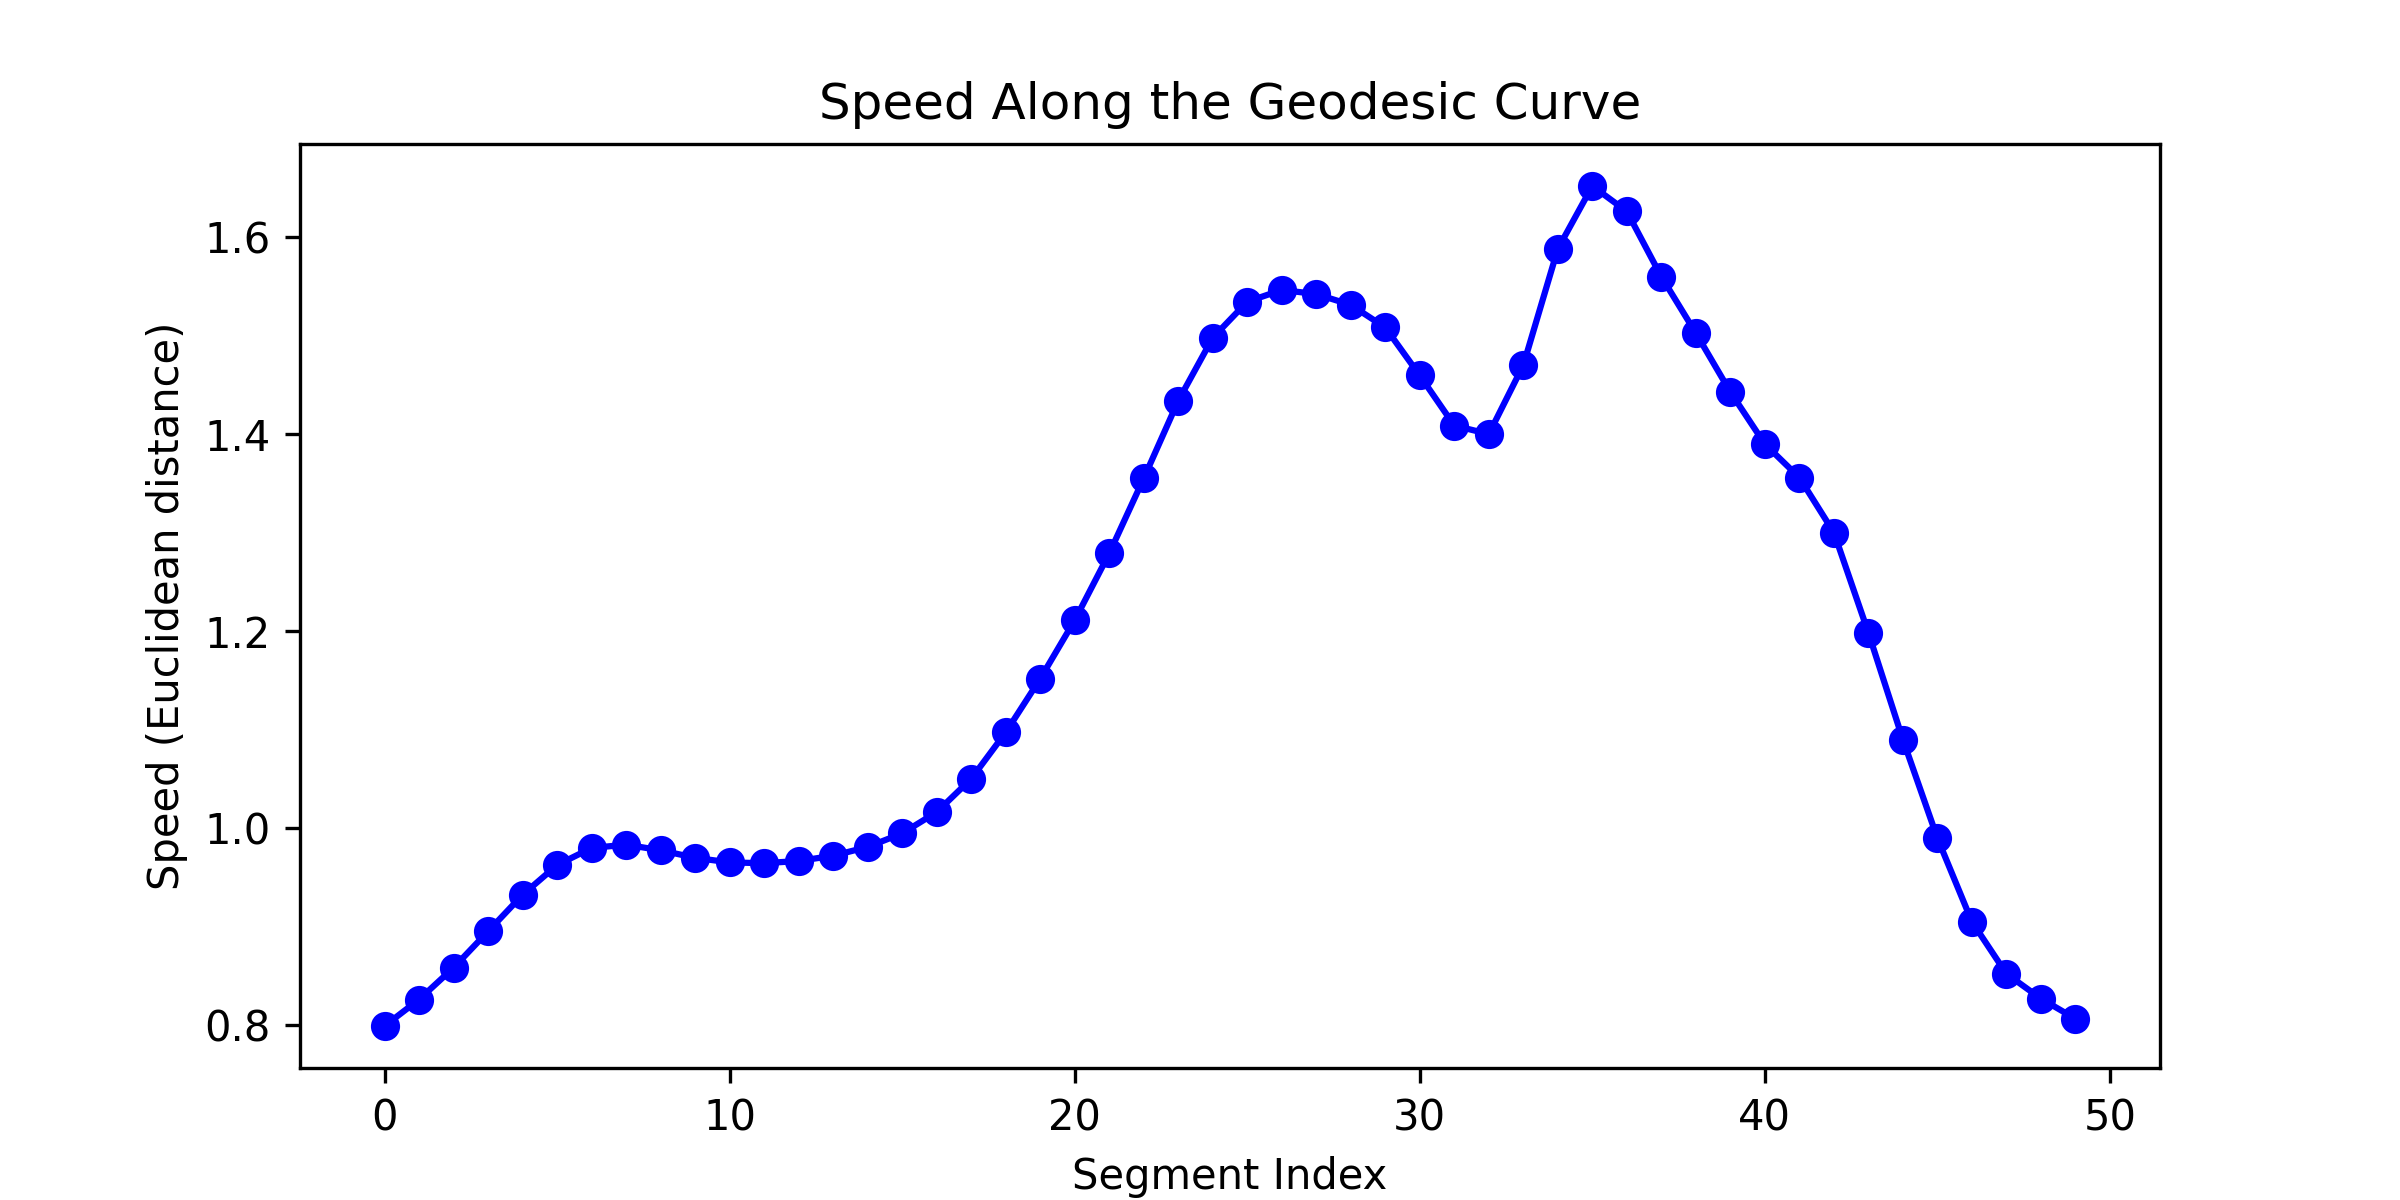 Speed Along the Geodesic Curve
Speed (Euclidean distance)
1.6
1.4
1.2
1.0
0.8
0 10 20 30 40 50
Segment Index